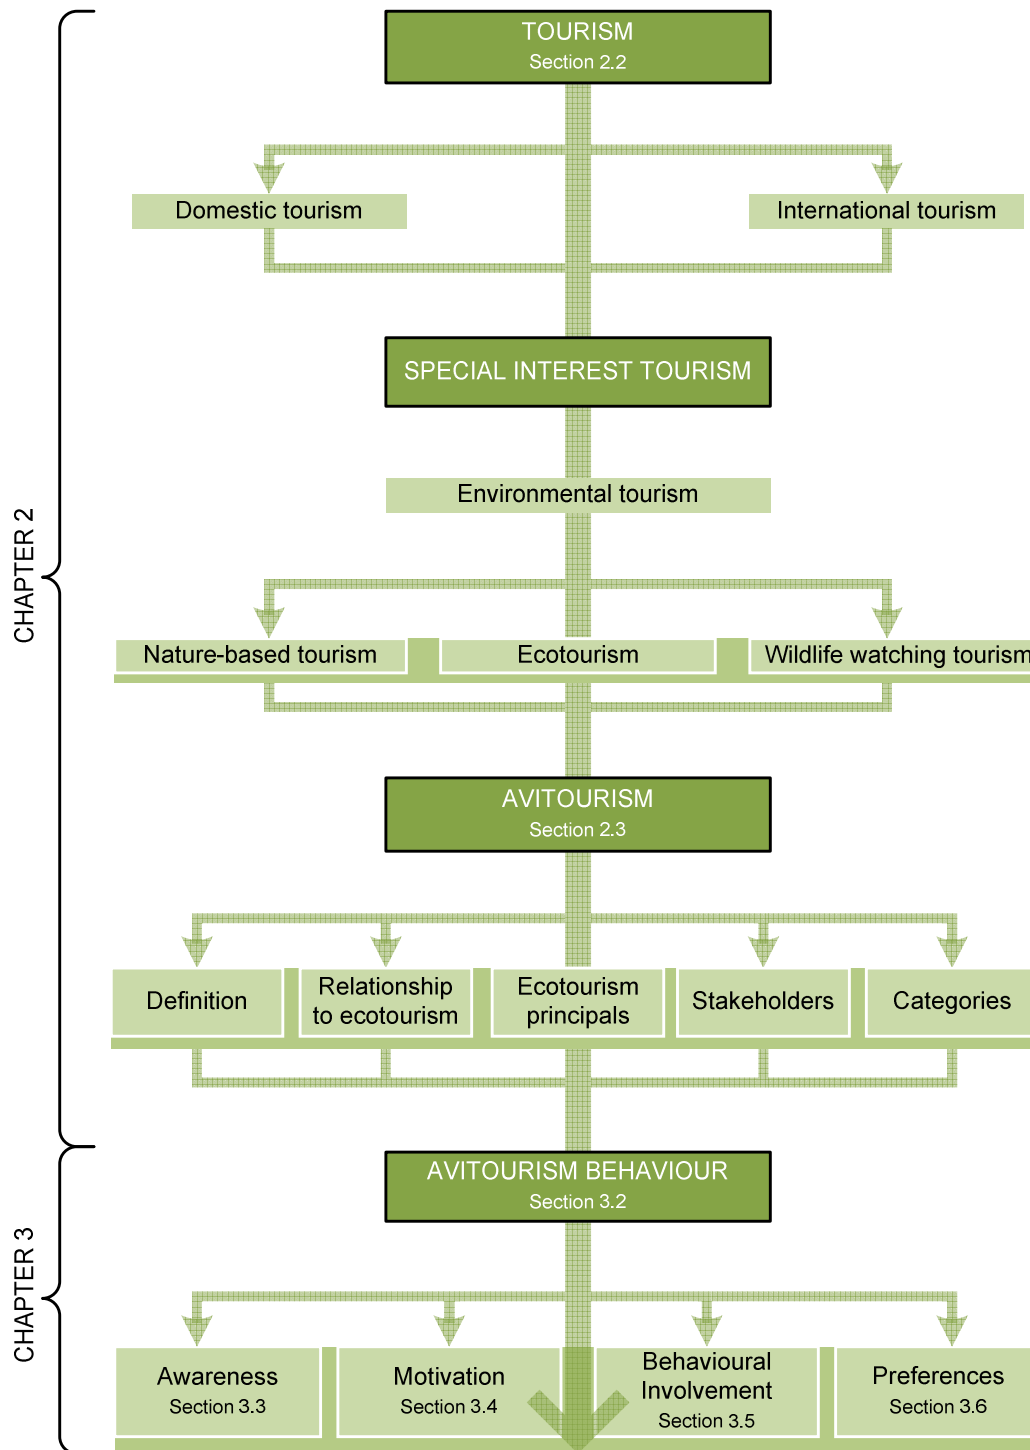 TOURISM
Section 2.2
Domestic tourism
International tourism
SPECIAL INTEREST TOURISM
Environmental tourism
CHAPTER 2
Nature-based tourism
Ecotourism
Wildlife watching tourism
AVITOURISM
Section 2.3
Definition
Relationship
to ecotourism
Ecotourism
principals
Stakeholders
Categories
AVITOURISM BEHAVIOUR
Section 3.2
CHAPTER 3
Awareness
Section 3.3
Motivation
Section 3.4
Behavioural
Involvement
Section 3.5
Preferences
Section 3.6